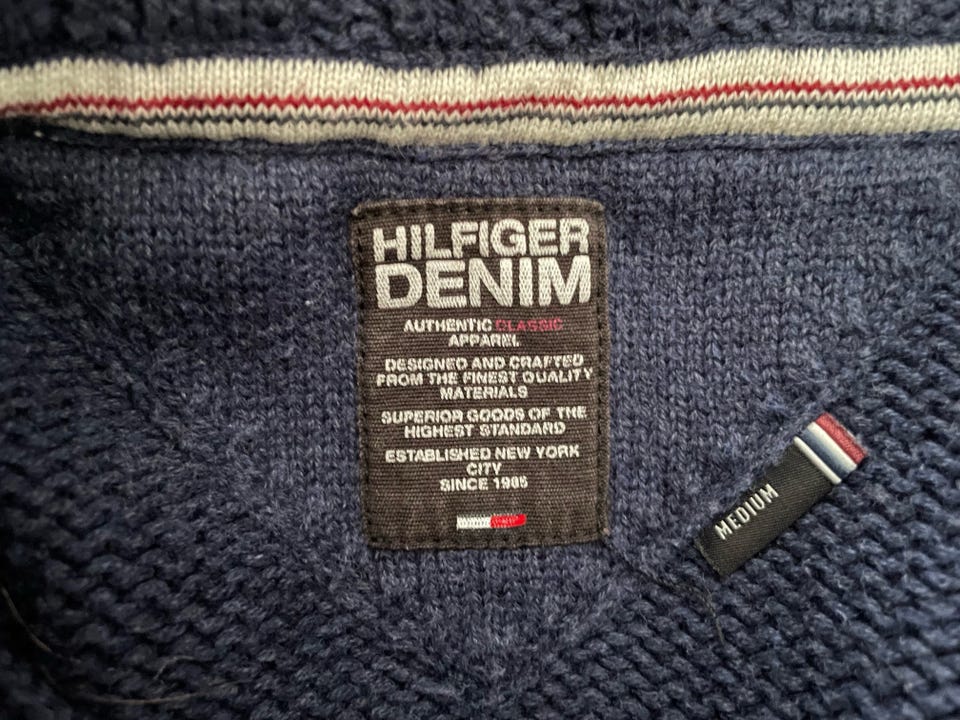 HILFIGER
DENIM
AUTHENTIC CLASSIC
APPAREL
DESIGNED AND CRAFTED
FROM THE FINEST QUALITY
MATERIALS
SUPERIOR GOODS OF THE
HIGHEST STANDARD
ESTABLISHED NEW YORK
CITY
SINCE 1985
MEDIUM